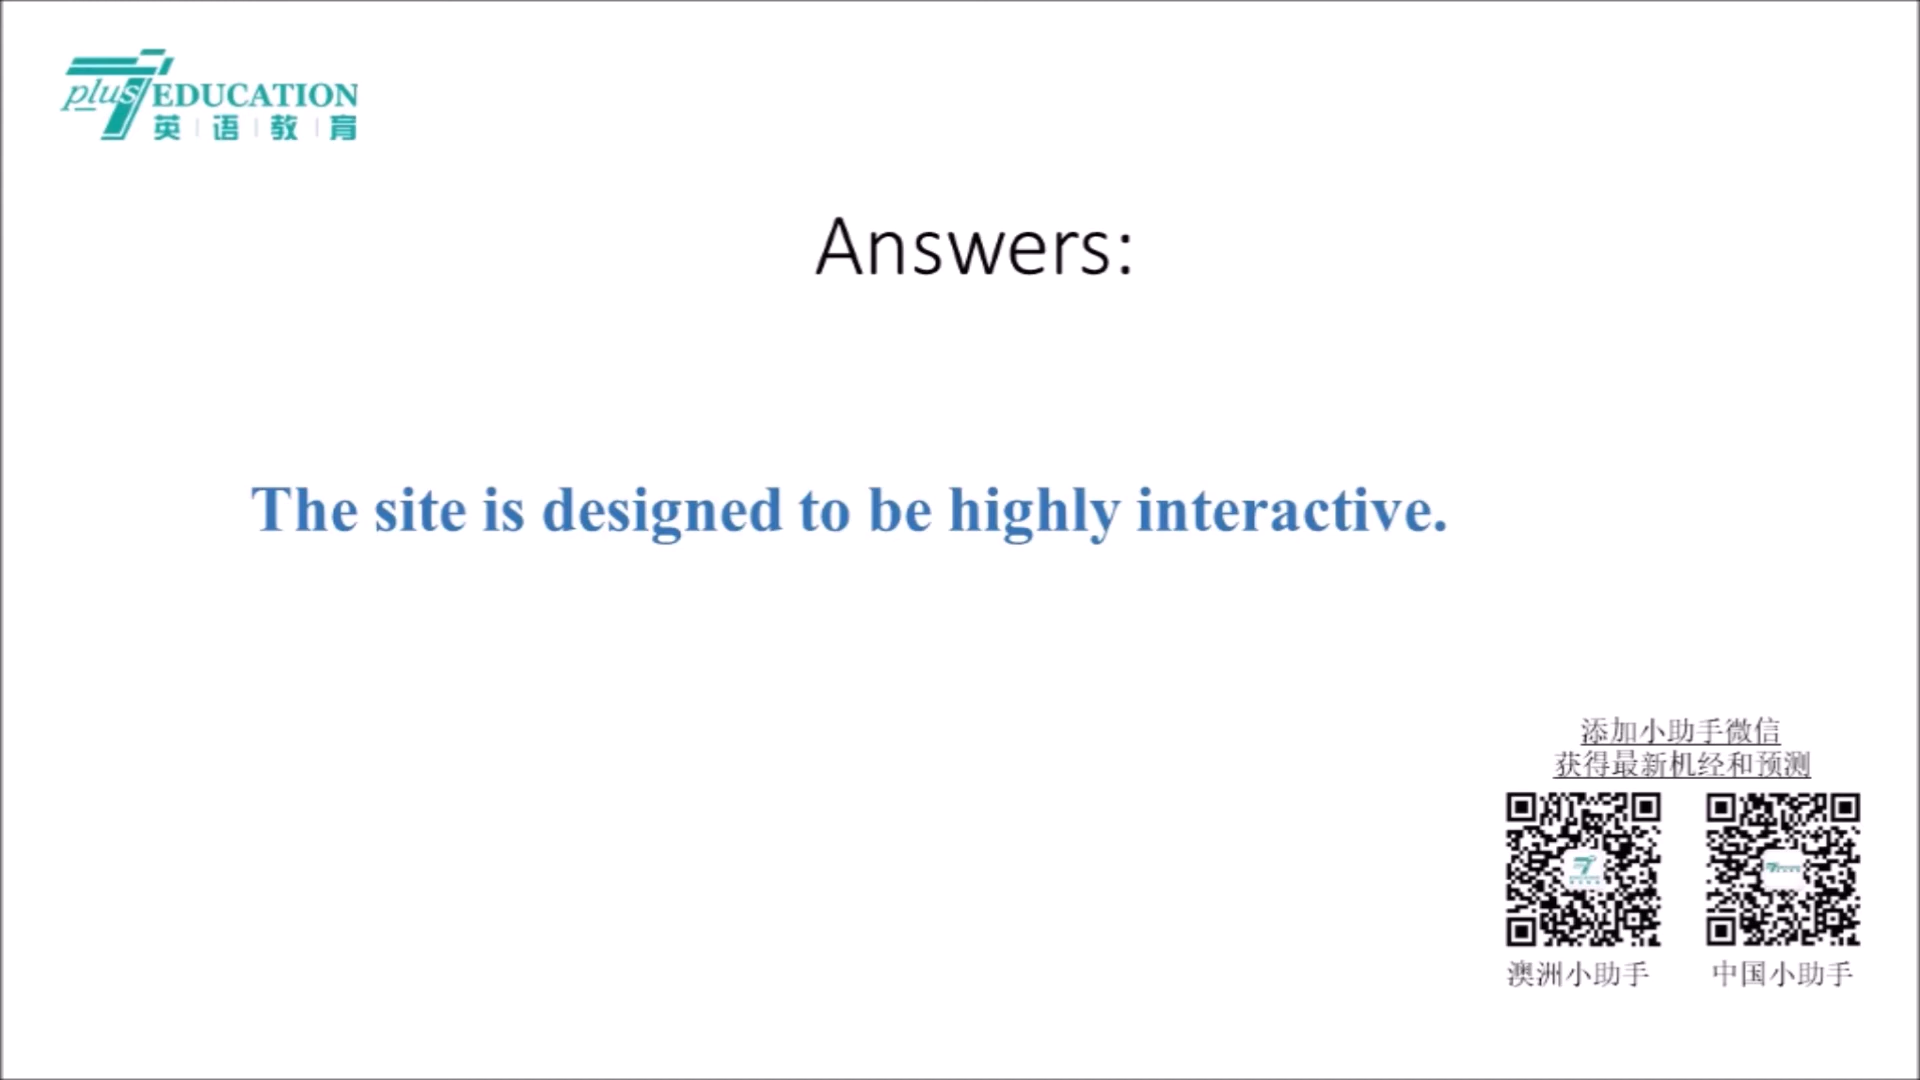 plus 7 EDUCATION
英 语 教 育
Answers:
The site is designed to be highly interactive.
添加小助手微信
获得最新机经和预测
澳洲小助手
中国小助手